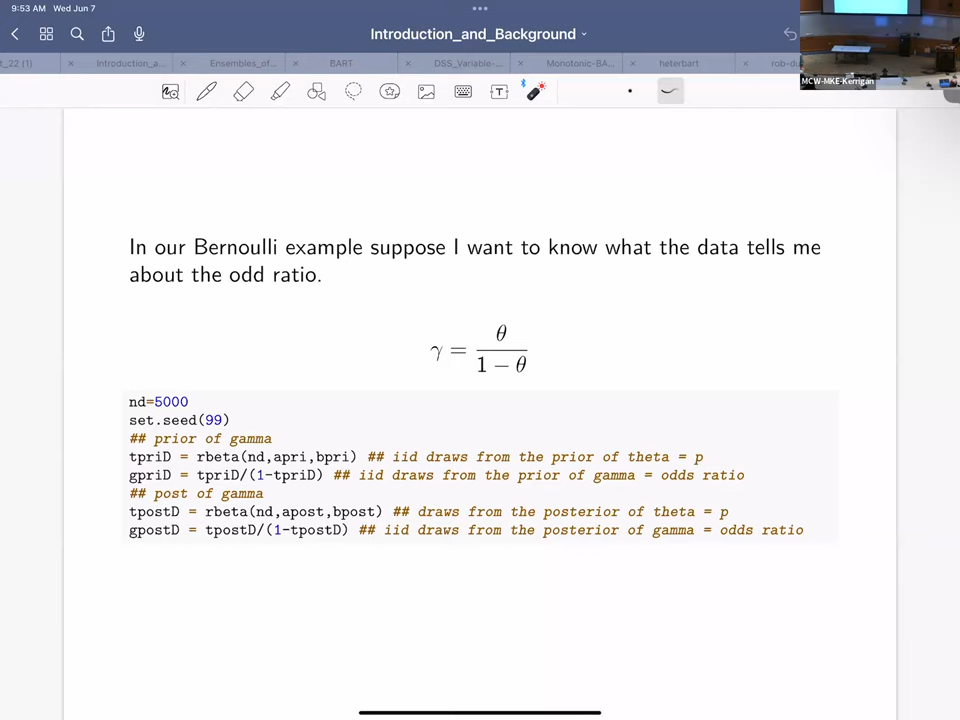 9:53 AM Wed Jun 7
Introduction_and_Background
t_22 (1)
Introduction_a...
Ensembles_of...
BART
DSS_Variable-...
Monotonic-BA...
heterbart
rob-du
MCW-MKE-Kerrigan
In our Bernoulli example suppose I want to know what the data tells me
about the odd ratio.
γ = θ / 1 − θ
nd=5000
set.seed(99)
## prior of gamma
tpriD = rbeta(nd,apri,bpri) ## iid draws from the prior of theta = p
gpriD = tpriD/(1-tpriD) ## iid draws from the prior of gamma = odds ratio
## post of gamma
tpostD = rbeta(nd,apost,bpost) ## draws from the posterior of theta = p
gpostD = tpostD/(1-tpostD) ## iid draws from the posterior of gamma = odds ratio